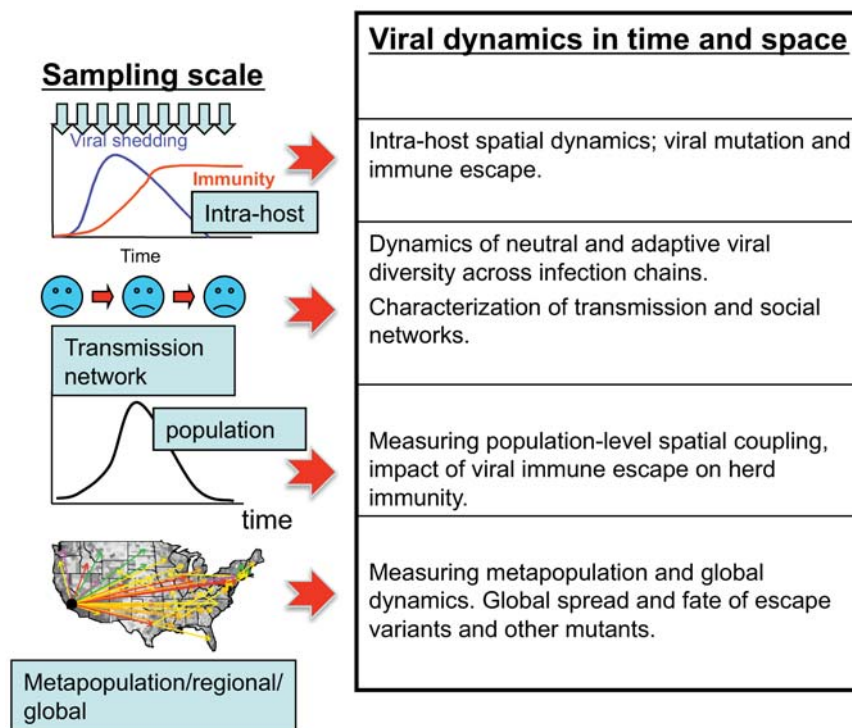 Sampling scale
Viral shedding
Immunity
Intra-host
Time
Transmission
network
population
time
Metapopulation/regional/
global
Viral dynamics in time and space
Intra-host spatial dynamics; viral mutation and
immune escape.
Dynamics of neutral and adaptive viral
diversity across infection chains.
Characterization of transmission and social
networks.
Measuring population-level spatial coupling,
impact of viral immune escape on herd
immunity.
Measuring metapopulation and global
dynamics. Global spread and fate of escape
variants and other mutants.